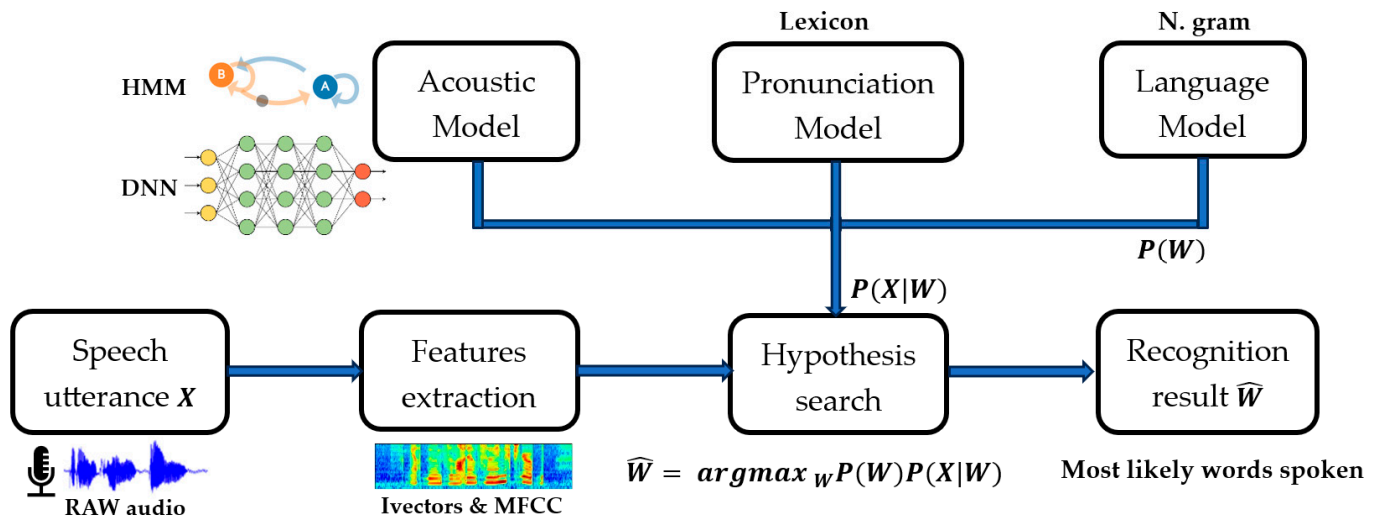 Lexicon
N. gram
HMM
B
A
Acoustic
Model
Pronunciation
Model
Language
Model
DNN
P(W)
P(X|W)
Speech
utterance X
Features
extraction
Hypothesis
search
Recognition
result Ŵ
RAW audio
Ivectors & MFCC
Ŵ = argmax W P(W)P(X|W)
Most likely words spoken